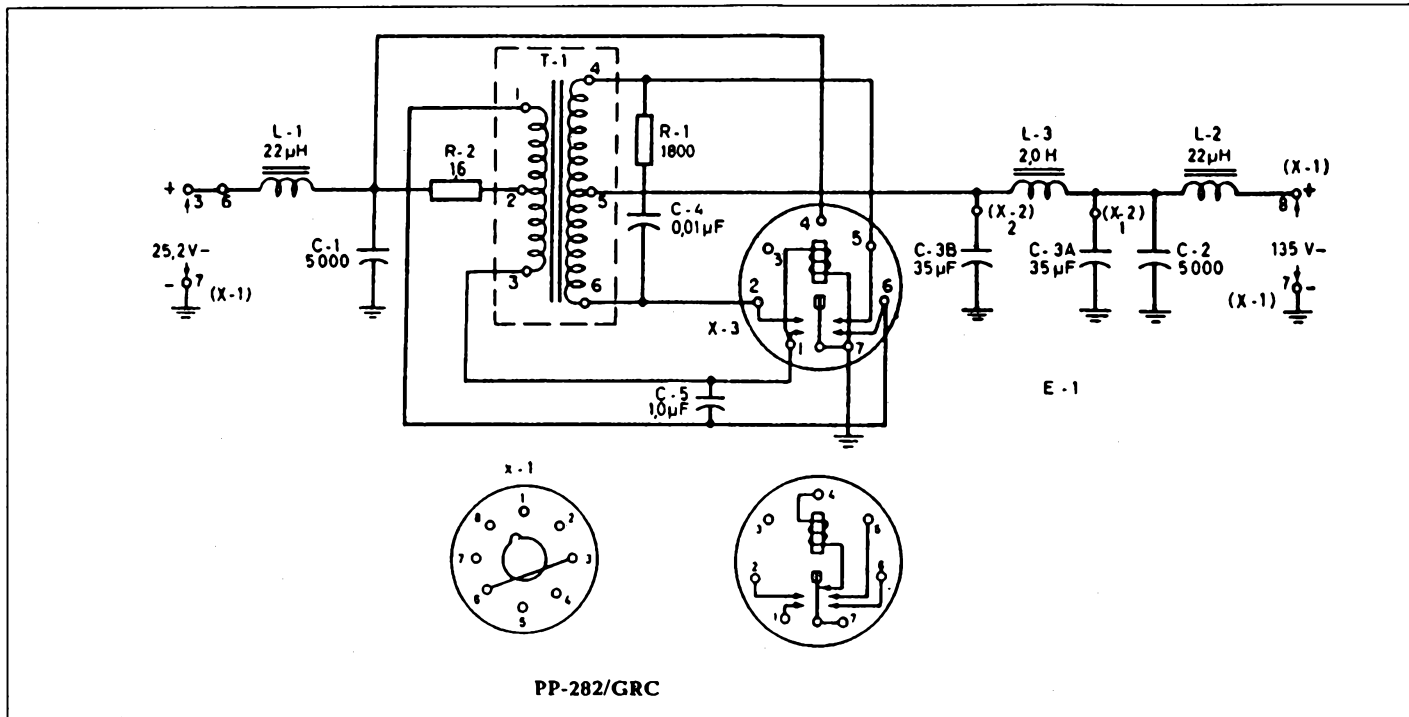 T-1
4
1
L-1
22µH
R-2
1,6
R-1
1800
L-3
2,0 H
L-2
22µH
(X-1)
+
3
6
2
5
C-4
0,01µF
4
5
3
(X-2)
2
(X-2)
1
8
+
25,2V-
-
7
(X-1)
C-1
5000
3
6
2
6
X-3
1
7
C-3B
35µF
C-3A
35µF
C-2
5000
135 V-
7
-
(X-1)
C-5
1,0µF
E-1
x-1
1
2
3
4
5
6
7
8
4
3
5
2
6
1
7
PP-282/GRC